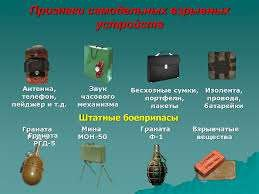 Признаки самодельных взрывных
устройств
Антенна,
телефон,
пейджер и т.д.
Звук
часового
механизма
Бесхозные сумки,
портфели,
пакеты
Изолента,
провода,
батарейки
Штатные боеприпасы
Граната
Граната
РГД-5
Мина
МОН-50
Граната
Ф-1
Взрывчатые
вещества